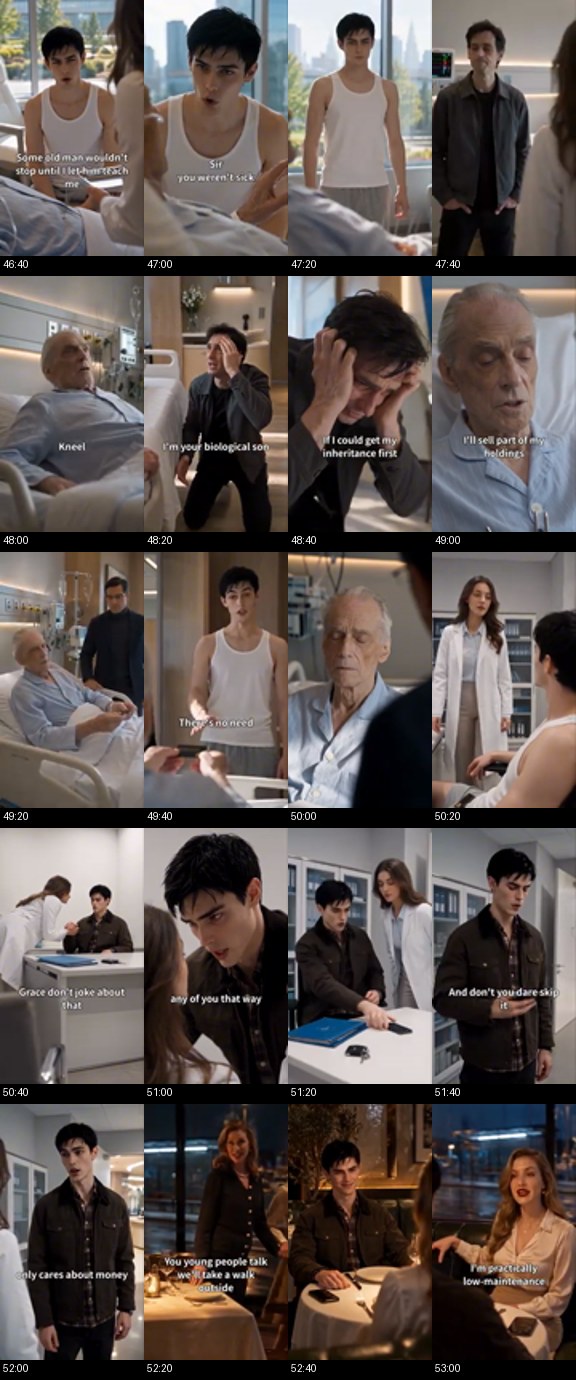 Some old man wouldn't
stop until I let him teach
me
Sir
you weren't sick
46:40
47:00
47:20
47:40
Kneel
I'm your biological son
If I could get my
inheritance first
I'll sell part of my
holdings
48:00
48:20
48:40
49:00
There's no need
49:20
49:40
50:00
50:20
Grace don't joke about
that
any of you that way
And don't you dare skip
it
50:40
51:00
51:20
51:40
only cares about money
You young people talk
we'll take a walk
outside
I'm practically
low-maintenance
52:00
52:20
52:40
53:00